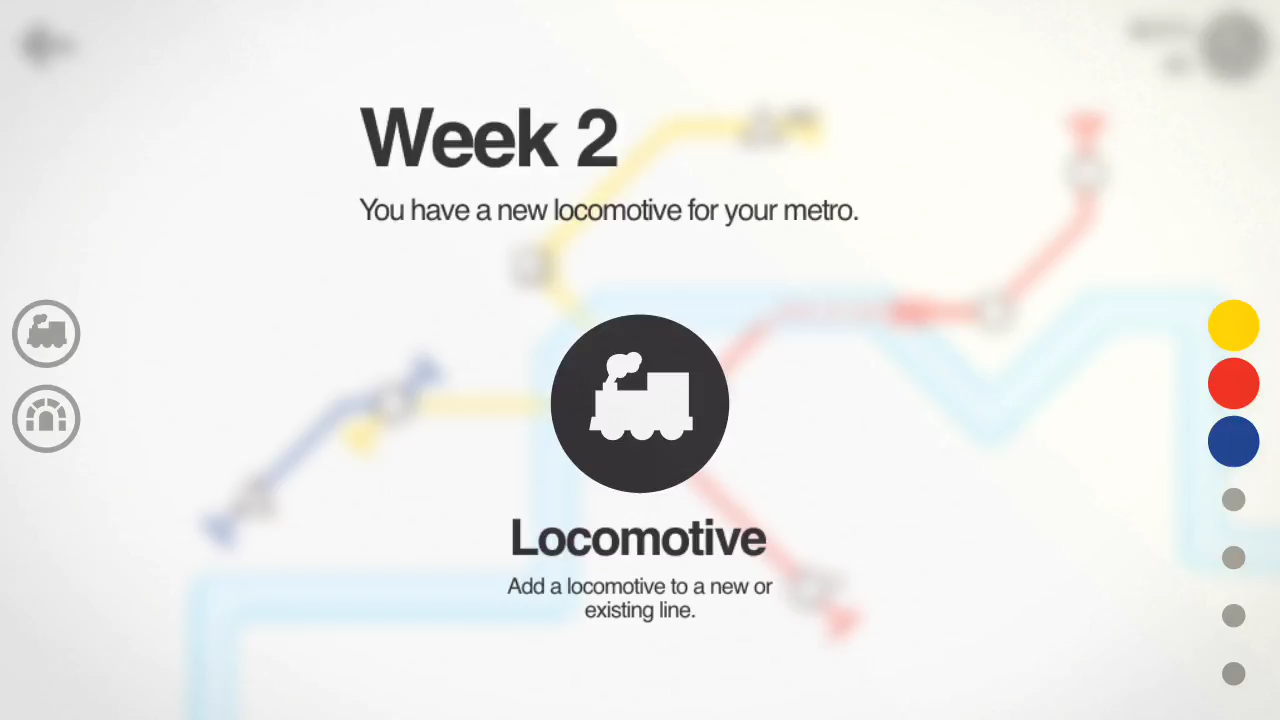 Week 2
You have a new locomotive for your metro.
Locomotive
Add a locomotive to a new or
existing line.